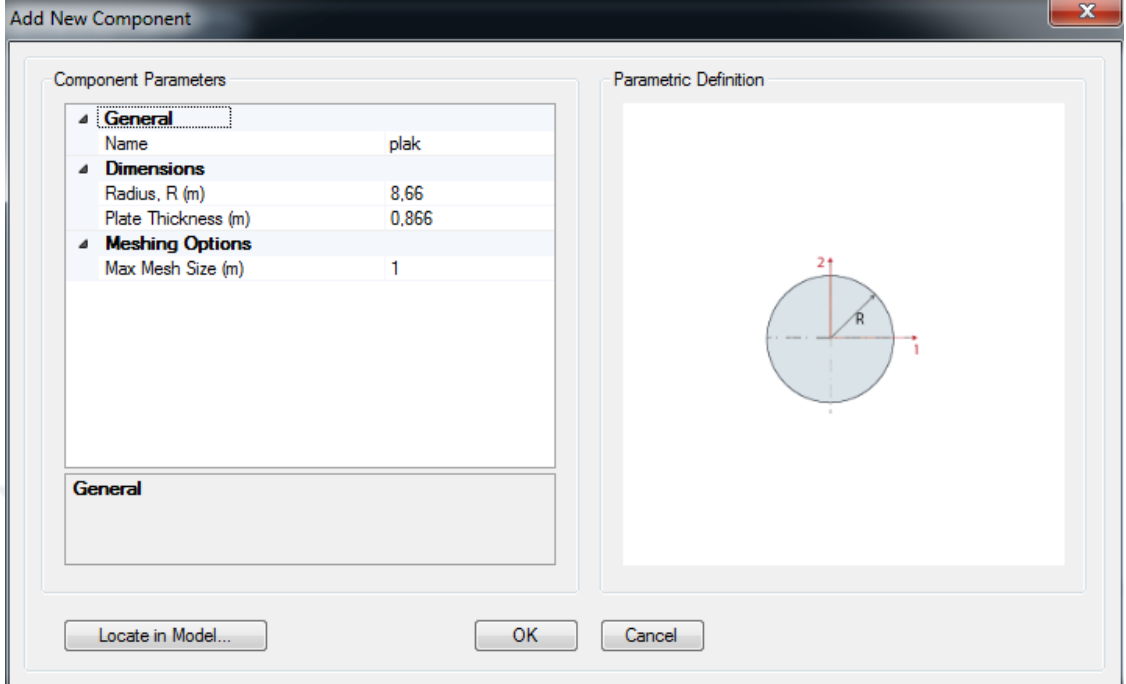 Add New Component
Component Parameters
General
Name plak
Dimensions
Radius, R (m) 8,66
Plate Thickness (m) 0,866
Meshing Options
Max Mesh Size (m) 1
General
Parametric Definition
2
R
1
Locate in Model...
OK
Cancel